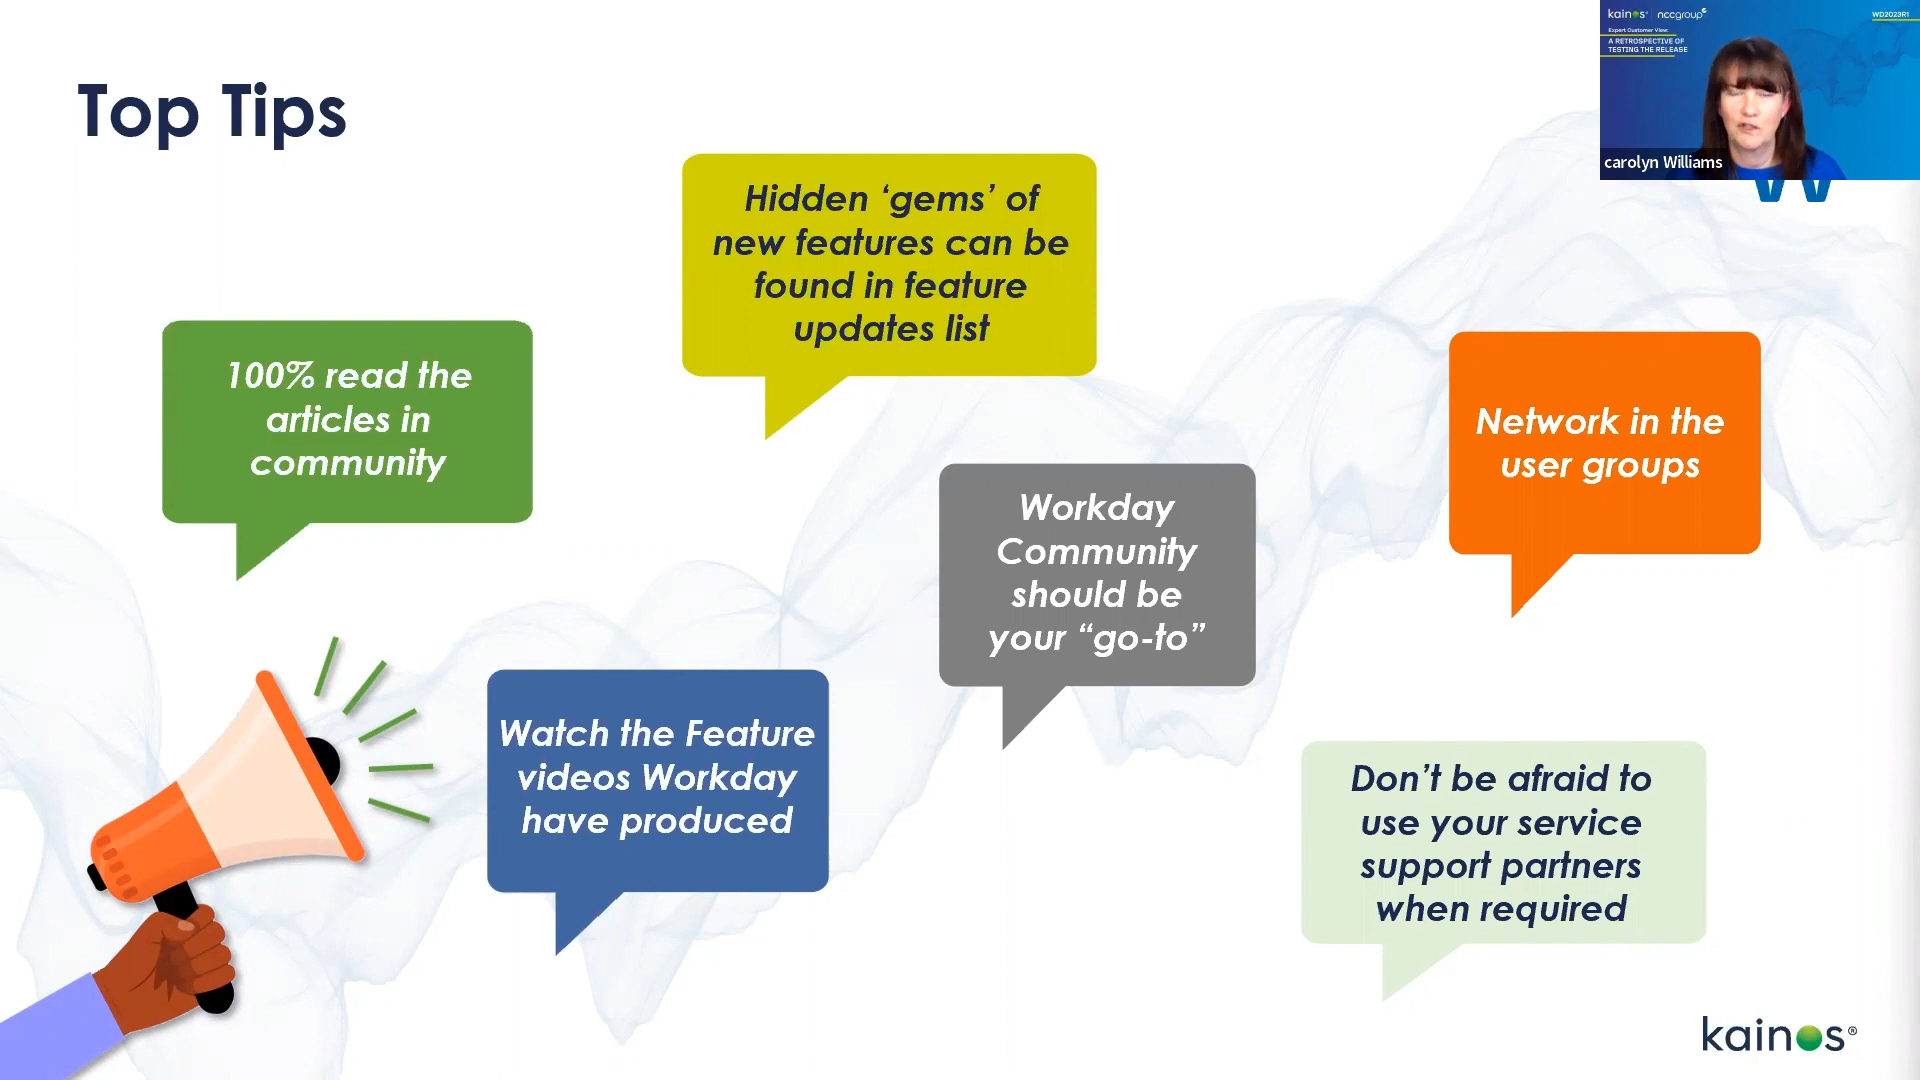 Top Tips
kainos® nccgroup
WD2023R1
Expert Customer View:
A RETROSPECTIVE OF
TESTING THE RELEASE
carolyn Williams
W
Hidden ‘gems’ of
new features can be
found in feature
updates list
100% read the
articles in
community
Network in the
user groups
Workday
Community
should be
your “go-to”
Watch the Feature
videos Workday
have produced
Don’t be afraid to
use your service
support partners
when required
kainos®